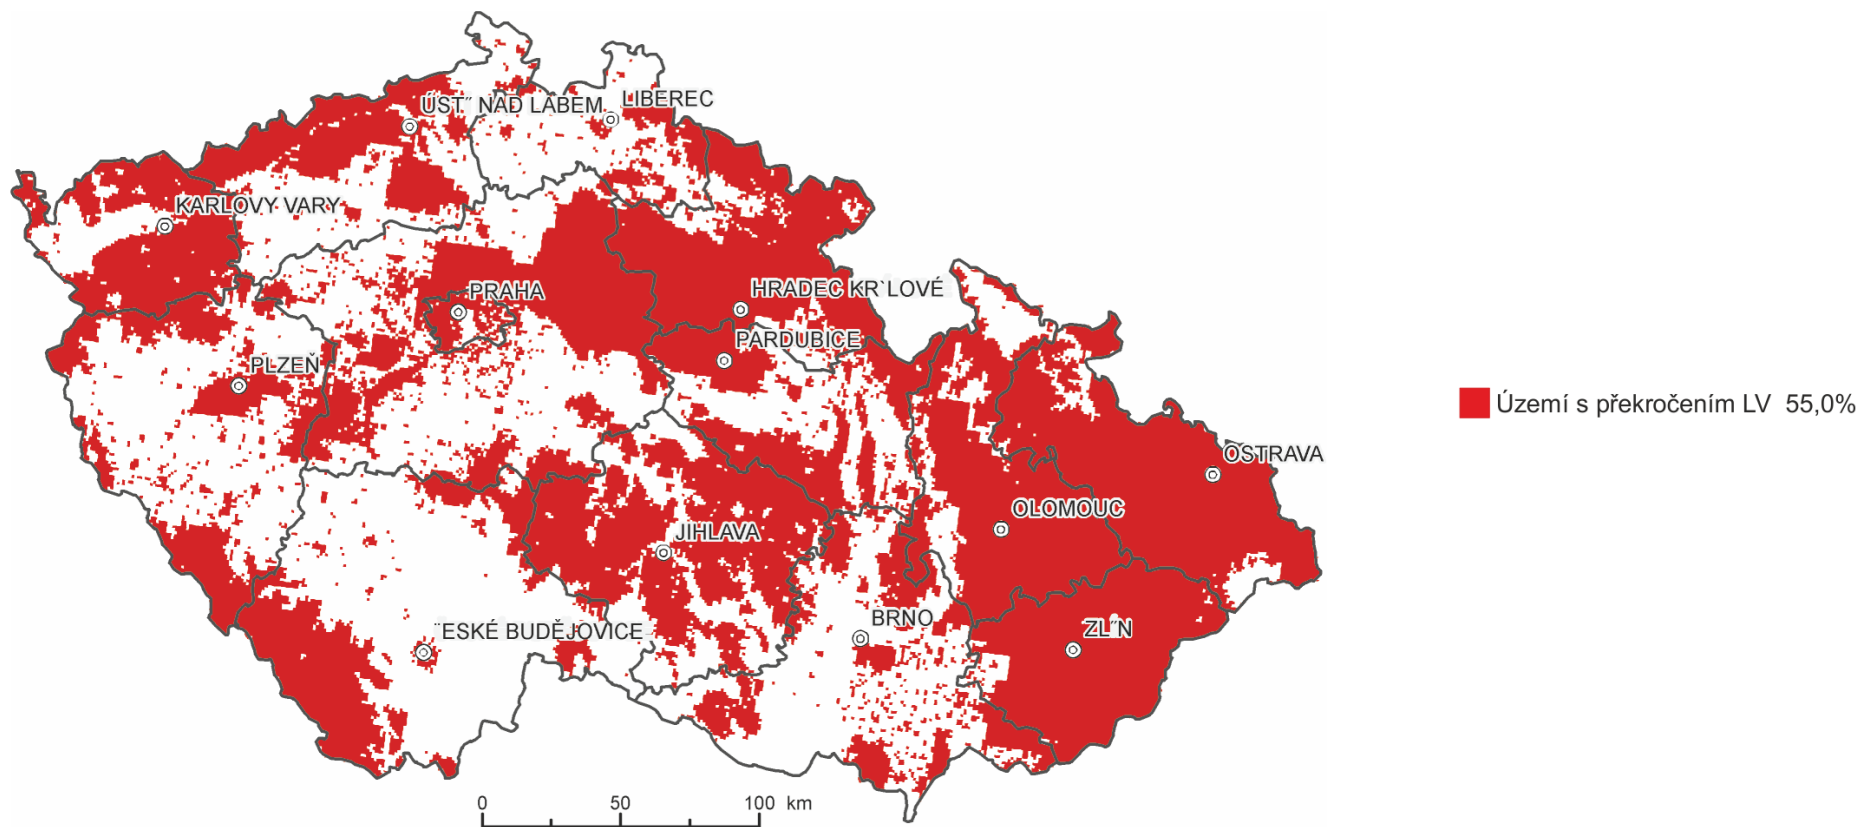 ÚST˝ NAD LABEM
LIBEREC
KARLOVY VARY
PRAHA
HRADEC KR`LOVÉ
PARDUBICE
PLZEŇ
Území s překročením LV 55,0%
OSTRAVA
OLOMOUC
JIHLAVA
BRNO
ZL˝N
¨ESKÉ BUDĚJOVICE
0 50 100 km